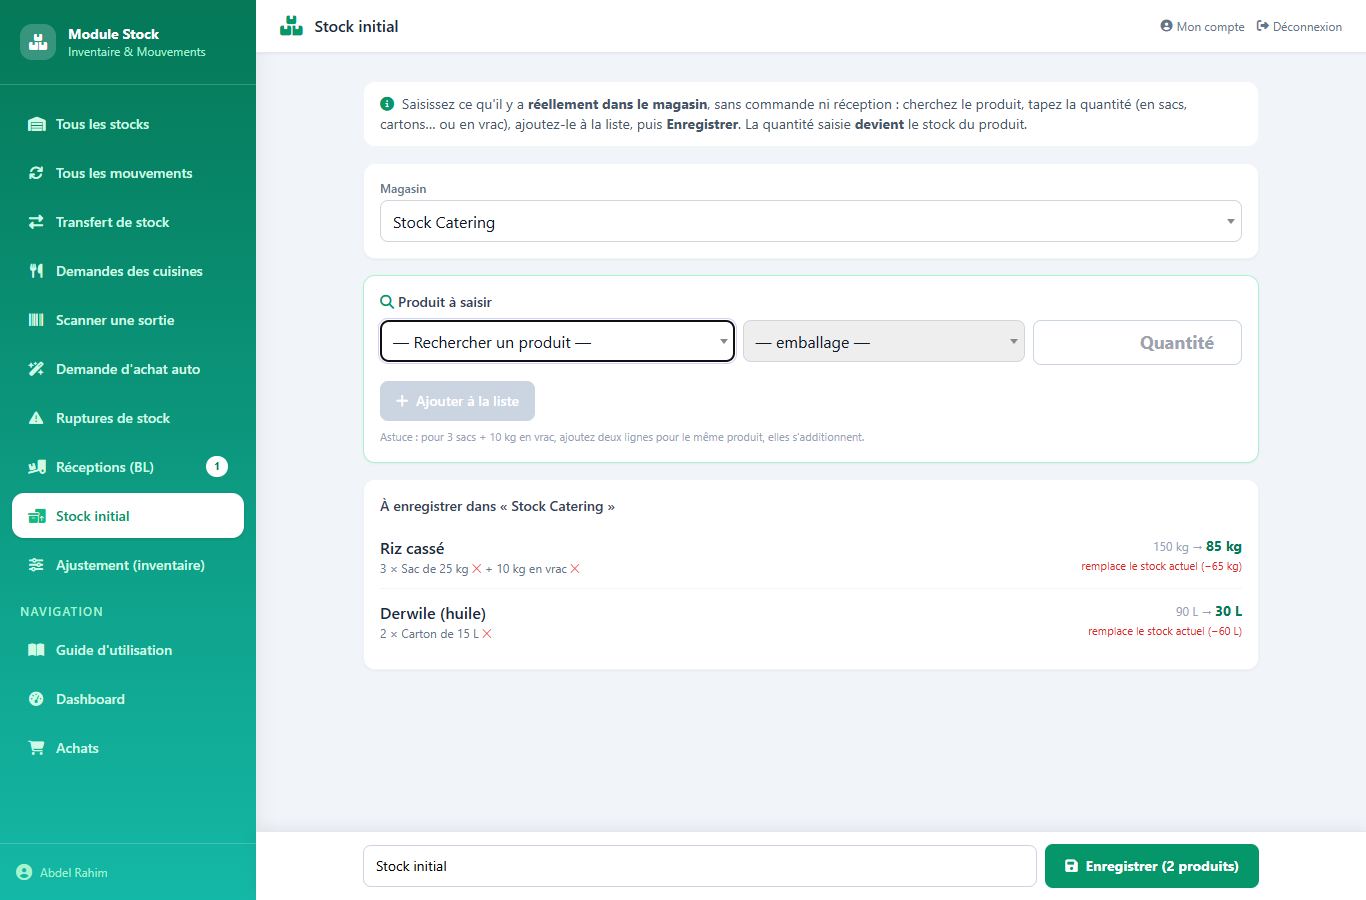 Module Stock
Inventaire & Mouvements
Tous les stocks
Tous les mouvements
Transfert de stock
Demandes des cuisines
Scanner une sortie
Demande d'achat auto
Ruptures de stock
Réceptions (BL) 1
Stock initial
Ajustement (inventaire)
NAVIGATION
Guide d'utilisation
Dashboard
Achats
Abdel Rahim
Stock initial
Mon compte Déconnexion
Saisissez ce qu'il y a réellement dans le magasin, sans commande ni réception : cherchez le produit, tapez la quantité (en sacs,
cartons… ou en vrac), ajoutez-le à la liste, puis Enregistrer. La quantité saisie devient le stock du produit.
Magasin
Stock Catering
Produit à saisir
— Rechercher un produit — — emballage — Quantité
+ Ajouter à la liste
Astuce : pour 3 sacs + 10 kg en vrac, ajoutez deux lignes pour le même produit, elles s'additionnent.
À enregistrer dans « Stock Catering »
Riz cassé 150 kg → 85 kg
3 × Sac de 25 kg × + 10 kg en vrac × remplace le stock actuel (−65 kg)
Derwile (huile) 90 L → 30 L
2 × Carton de 15 L × remplace le stock actuel (−60 L)
Stock initial Enregistrer (2 produits)